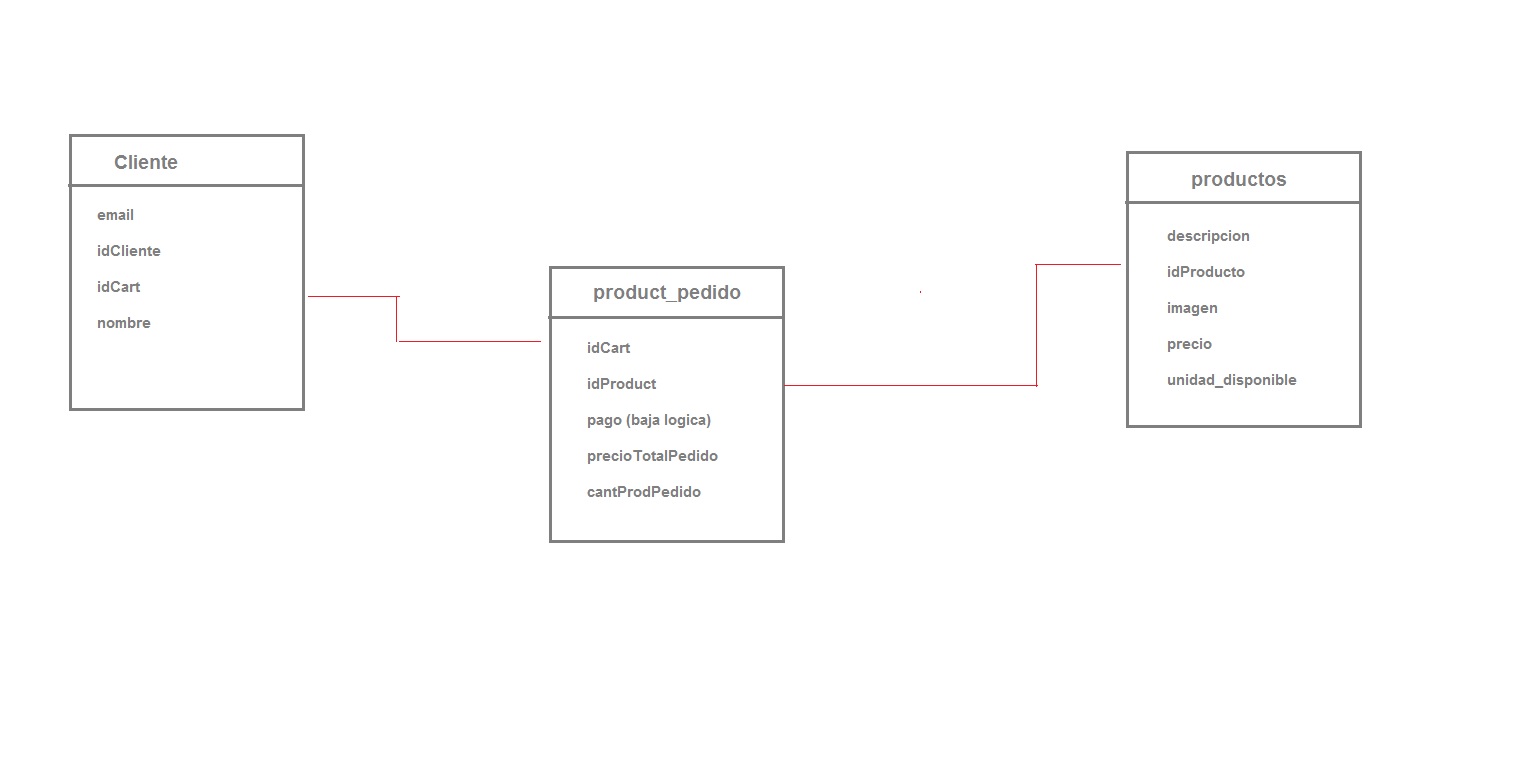 Cliente
email
idCliente
idCart
nombre
product_pedido
idCart
idProduct
pago (baja logica)
precioTotalPedido
cantProdPedido
productos
descripcion
idProducto
imagen
precio
unidad_disponible